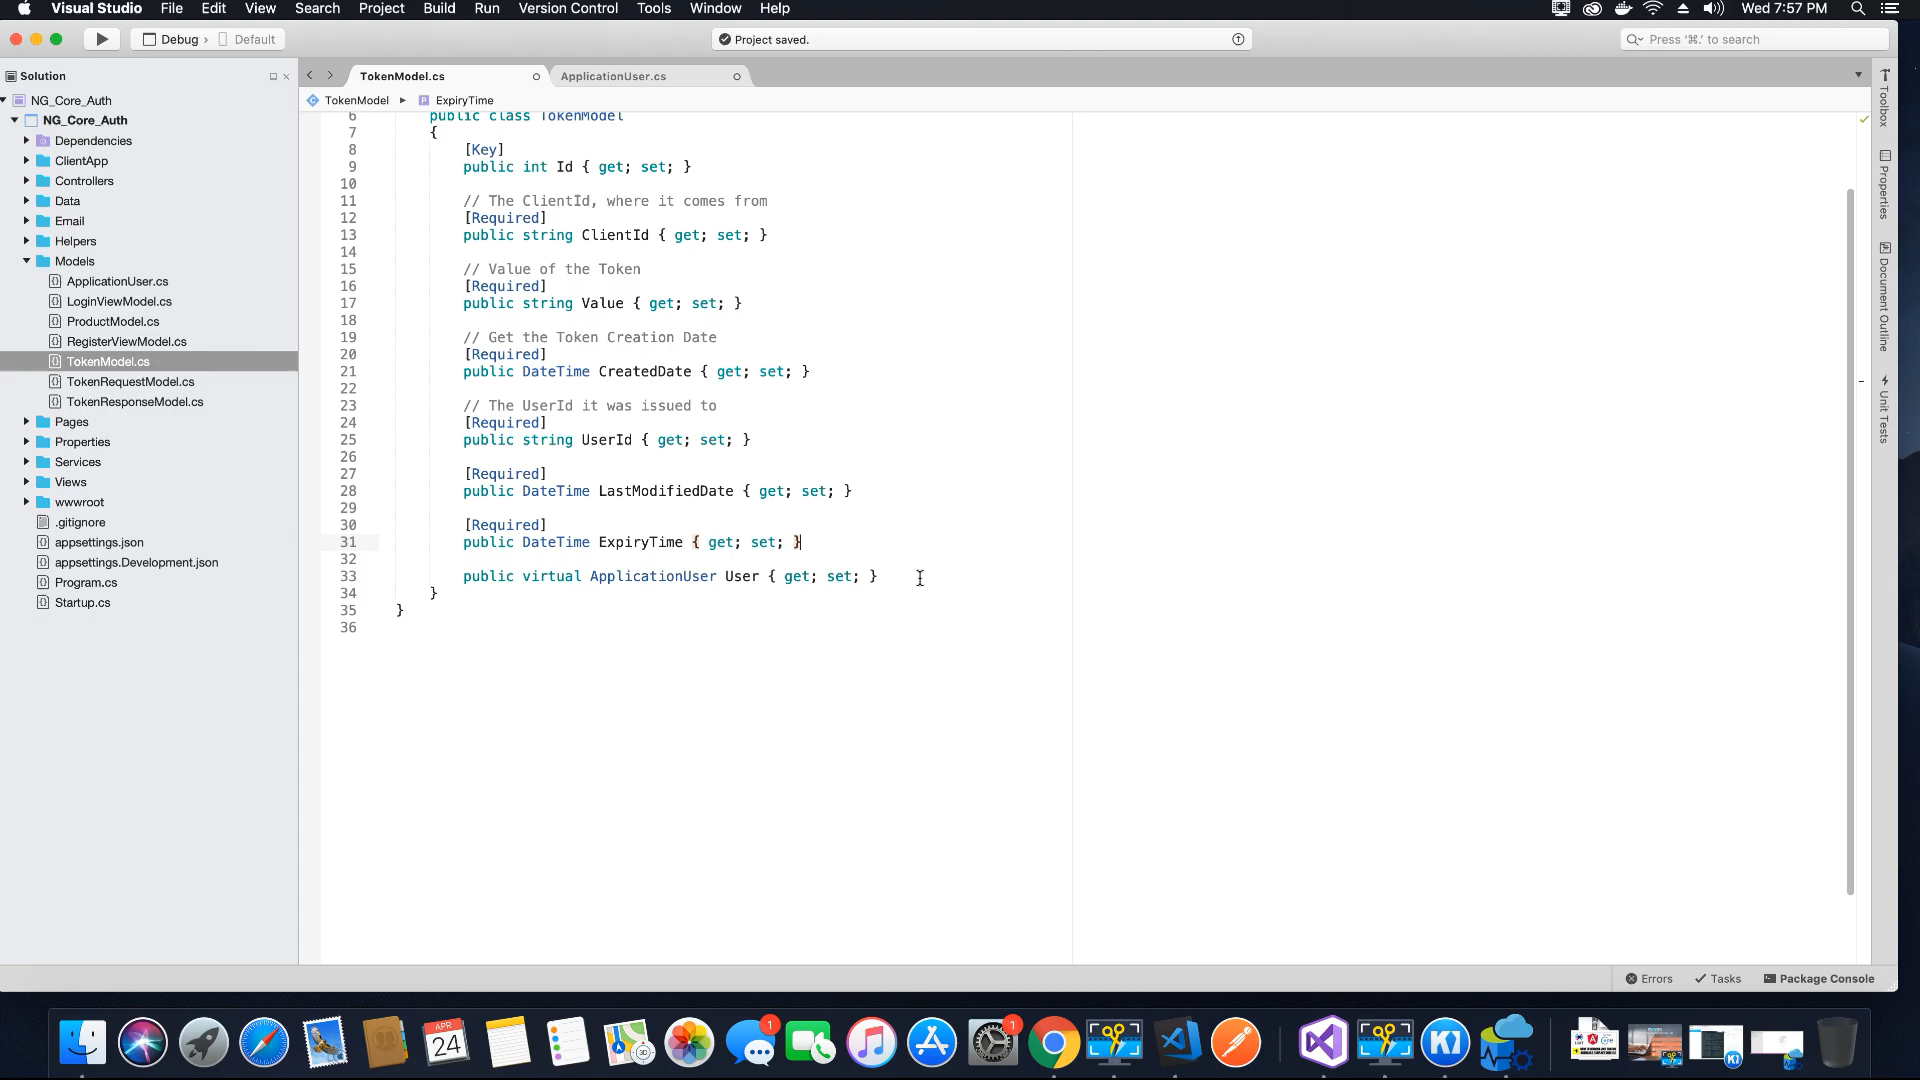 Visual Studio File Edit View Search Project Build Run Version Control Tools Window Help Wed 7:57 PM
Debug › Default
Project saved.
Press '⌘.' to search
Solution
TokenModel.cs
ApplicationUser.cs
NG_Core_Auth
TokenModel ▸ ExpiryTime
NG_Core_Auth
Dependencies
ClientApp
Controllers
Data
Email
Helpers
Models
ApplicationUser.cs
LoginViewModel.cs
ProductModel.cs
RegisterViewModel.cs
TokenModel.cs
TokenRequestModel.cs
TokenResponseModel.cs
Pages
Properties
Services
Views
wwwroot
.gitignore
appsettings.json
appsettings.Development.json
Program.cs
Startup.cs
6 public class TokenModel
7 {
8 [Key]
9 public int Id { get; set; }
10
11 // The ClientId, where it comes from
12 [Required]
13 public string ClientId { get; set; }
14
15 // Value of the Token
16 [Required]
17 public string Value { get; set; }
18
19 // Get the Token Creation Date
20 [Required]
21 public DateTime CreatedDate { get; set; }
22
23 // The UserId it was issued to
24 [Required]
25 public string UserId { get; set; }
26
27 [Required]
28 public DateTime LastModifiedDate { get; set; }
29
30 [Required]
31 public DateTime ExpiryTime { get; set; }
32
33 public virtual ApplicationUser User { get; set; }
34 }
35 }
36
Toolbox
Properties
Document Outline
Unit Tests
Errors
Tasks
Package Console
APR
24
3D
1
1